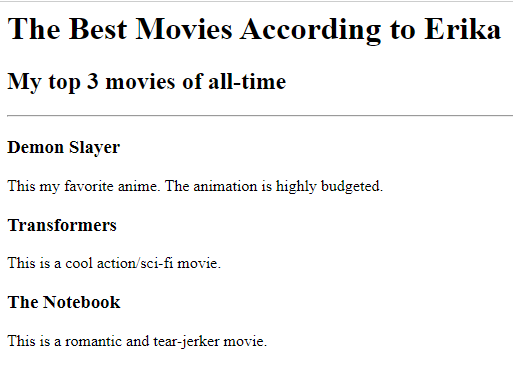 The Best Movies According to Erika
My top 3 movies of all-time
Demon Slayer
This my favorite anime. The animation is highly budgeted.
Transformers
This is a cool action/sci-fi movie.
The Notebook
This is a romantic and tear-jerker movie.